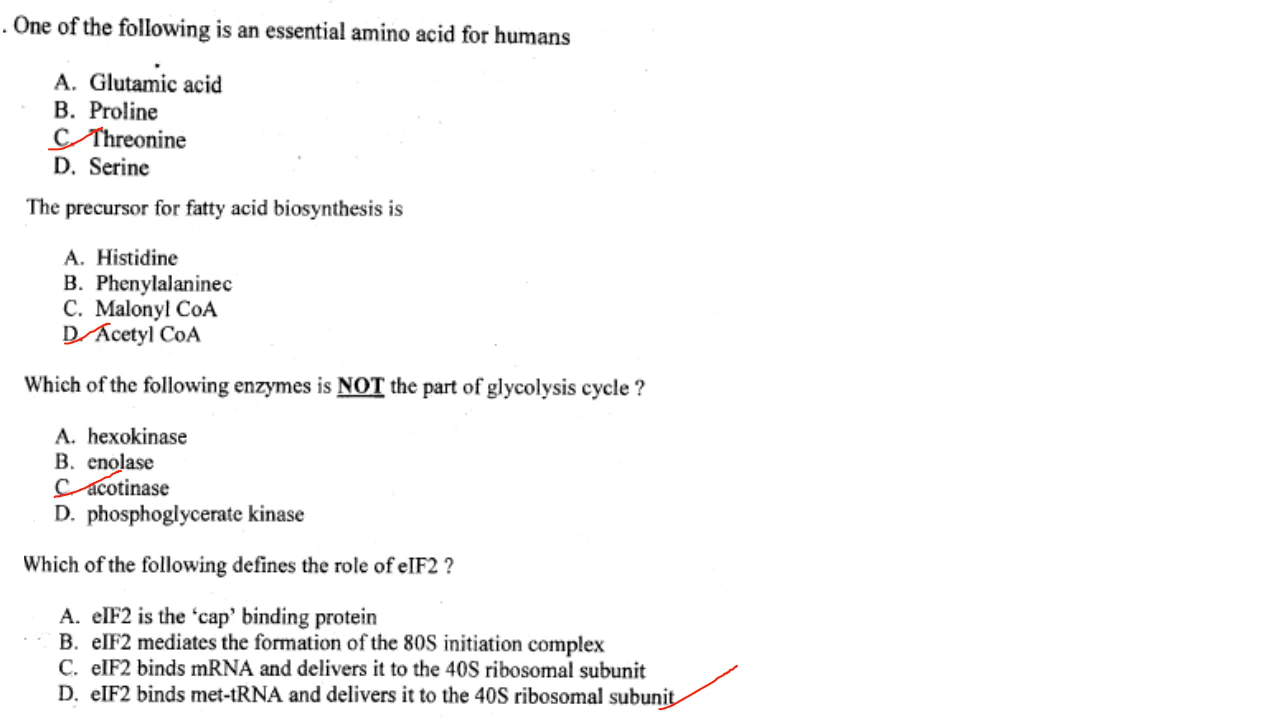 . One of the following is an essential amino acid for humans
A. Glutamic acid
B. Proline
C. Threonine
D. Serine
The precursor for fatty acid biosynthesis is
A. Histidine
B. Phenylalaninec
C. Malonyl CoA
D. Acetyl CoA
Which of the following enzymes is NOT the part of glycolysis cycle ?
A. hexokinase
B. enolase
C. acotinase
D. phosphoglycerate kinase
Which of the following defines the role of eIF2 ?
A. eIF2 is the ‘cap’ binding protein
B. eIF2 mediates the formation of the 80S initiation complex
C. eIF2 binds mRNA and delivers it to the 40S ribosomal subunit
D. eIF2 binds met-tRNA and delivers it to the 40S ribosomal subunit